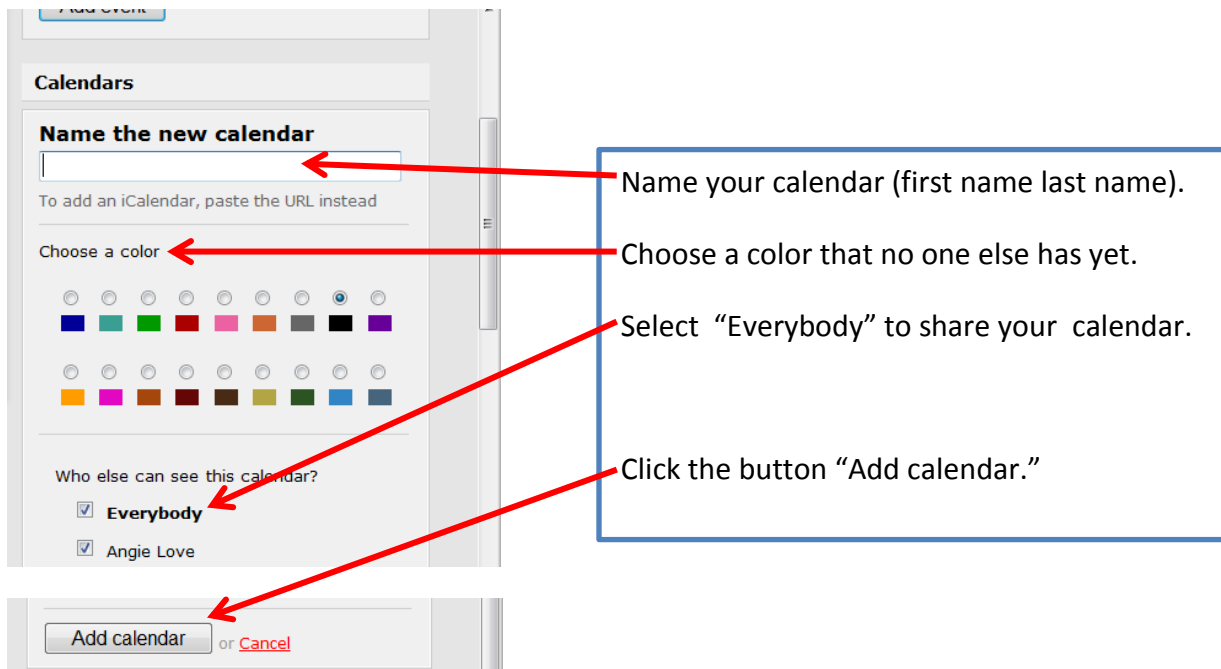 Add event
Calendars
Name the new calendar
To add an iCalendar, paste the URL instead
Choose a color
Who else can see this calendar?
Everybody
Angie Love
Add calendar or Cancel
Name your calendar (first name last name).
Choose a color that no one else has yet.
Select “Everybody” to share your calendar.
Click the button “Add calendar.”